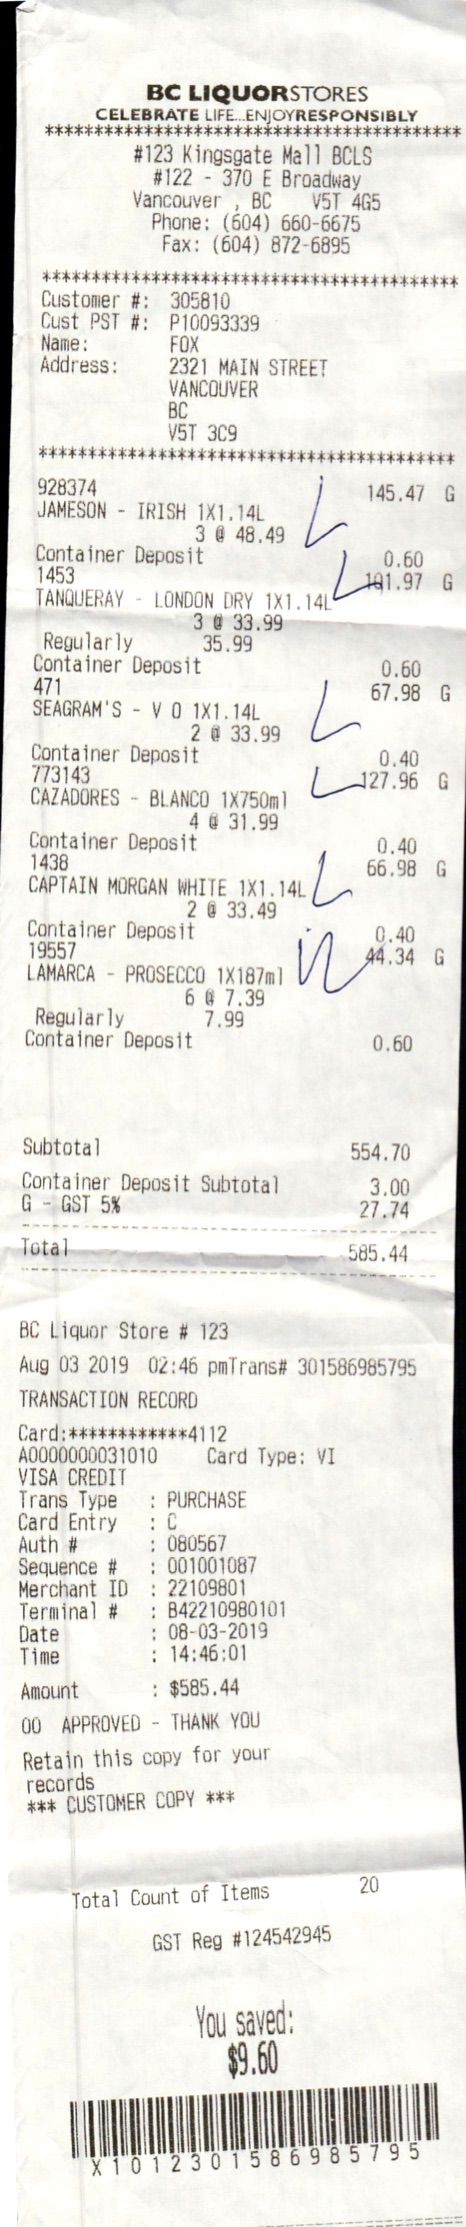 BC LIQUORSTORES
CELEBRATE LIFE...ENJOYRESPONSIBLY
******************************************
#123 Kingsgate Mall BCLS
#122 - 370 E Broadway
Vancouver , BC V5T 4G5
Phone: (604) 660-6675
Fax: (604) 872-6895
******************************************
Customer #: 305810
Cust PST #: P10093339
Name: FOX
Address: 2321 MAIN STREET
VANCOUVER
BC
V5T 3C9
******************************************
928374 145.47 G
JAMESON - IRISH 1X1.14L
3 @ 48.49
Container Deposit 0.60
1453 101.97 G
TANQUERAY - LONDON DRY 1X1.14L
3 @ 33.99
Regularly 35.99
Container Deposit 0.60
471 67.98 G
SEAGRAM'S - V O 1X1.14L
2 @ 33.99
Container Deposit 0.40
773143 127.96 G
CAZADORES - BLANCO 1X750ml
4 @ 31.99
Container Deposit 0.40
1438 66.98 G
CAPTAIN MORGAN WHITE 1X1.14L
2 @ 33.49
Container Deposit 0.40
19557 44.34 G
LAMARCA - PROSECCO 1X187ml
6 @ 7.39
Regularly 7.99
Container Deposit 0.60
Subtotal 554.70
Container Deposit Subtotal 3.00
G - GST 5% 27.74
Total 585.44
BC Liquor Store # 123
Aug 03 2019 02:46 pmTrans# 301586985795
TRANSACTION RECORD
Card:************4112
A0000000031010 Card Type: VI
VISA CREDIT
Trans Type : PURCHASE
Card Entry : C
Auth # : 080567
Sequence # : 001001087
Merchant ID : 22109801
Terminal # : B42210980101
Date : 08-03-2019
Time : 14:46:01
Amount : $585.44
00 APPROVED - THANK YOU
Retain this copy for your
records
*** CUSTOMER COPY ***
Total Count of Items 20
GST Reg #124542945
You saved:
$9.60
X101230158698 5795